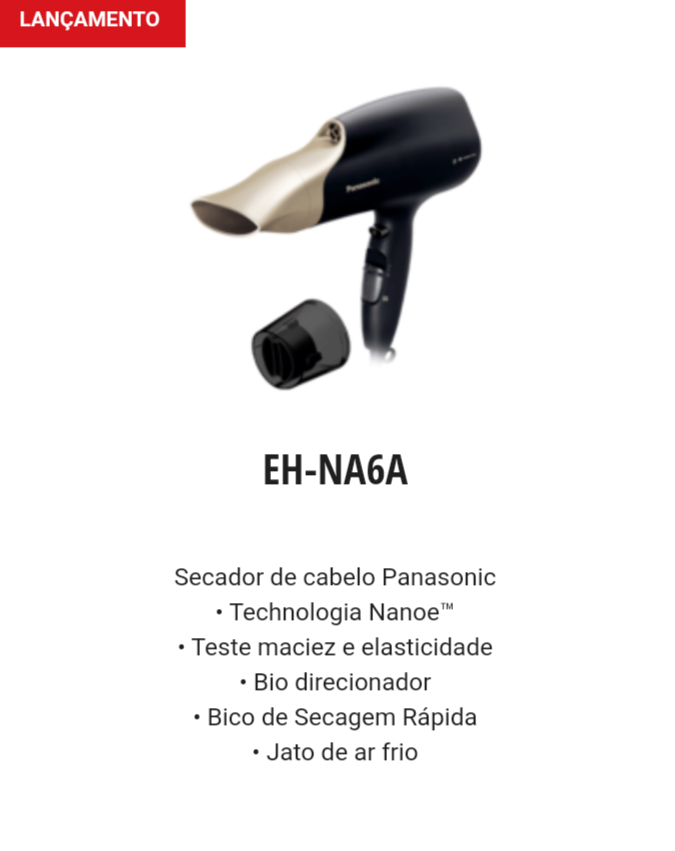 LANÇAMENTO
Panasonic
EH-NA6A
Secador de cabelo Panasonic
• Technologia Nanoe™
• Teste maciez e elasticidade
• Bio direcionador
• Bico de Secagem Rápida
• Jato de ar frio